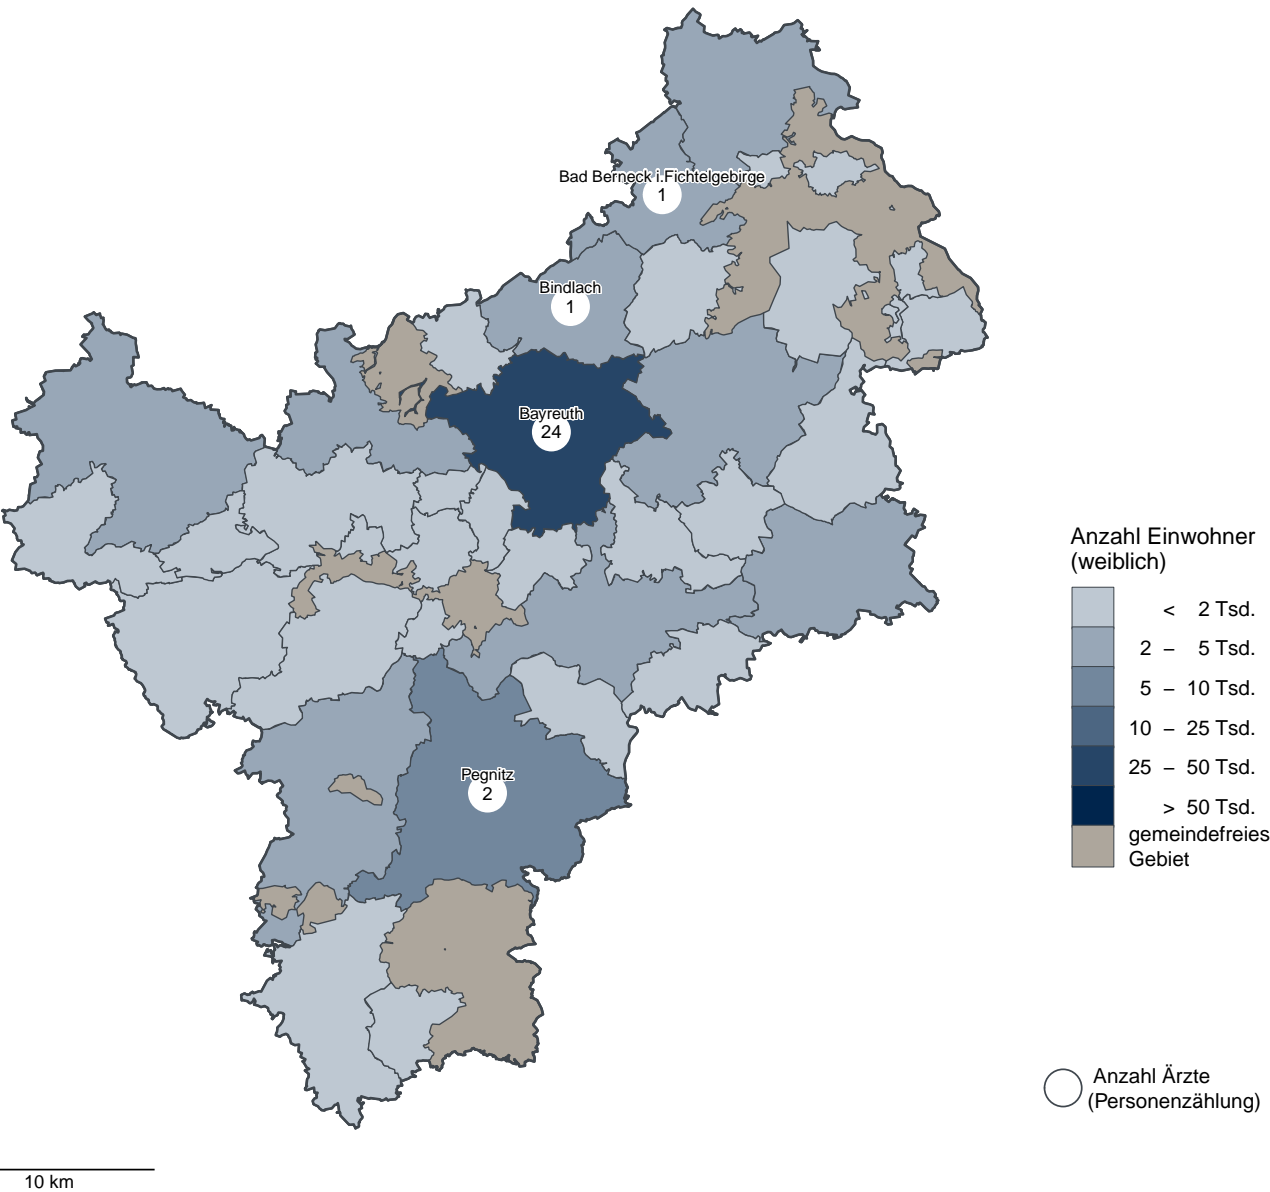 Bad Berneck i.Fichtelgebirge
1
Bindlach
1
Bayreuth
24
Pegnitz
2
Anzahl Einwohner
(weiblich)
< 2 Tsd.
2 – 5 Tsd.
5 – 10 Tsd.
10 – 25 Tsd.
25 – 50 Tsd.
> 50 Tsd.
gemeindefreies
Gebiet
Anzahl Ärzte
(Personenzählung)
10 km